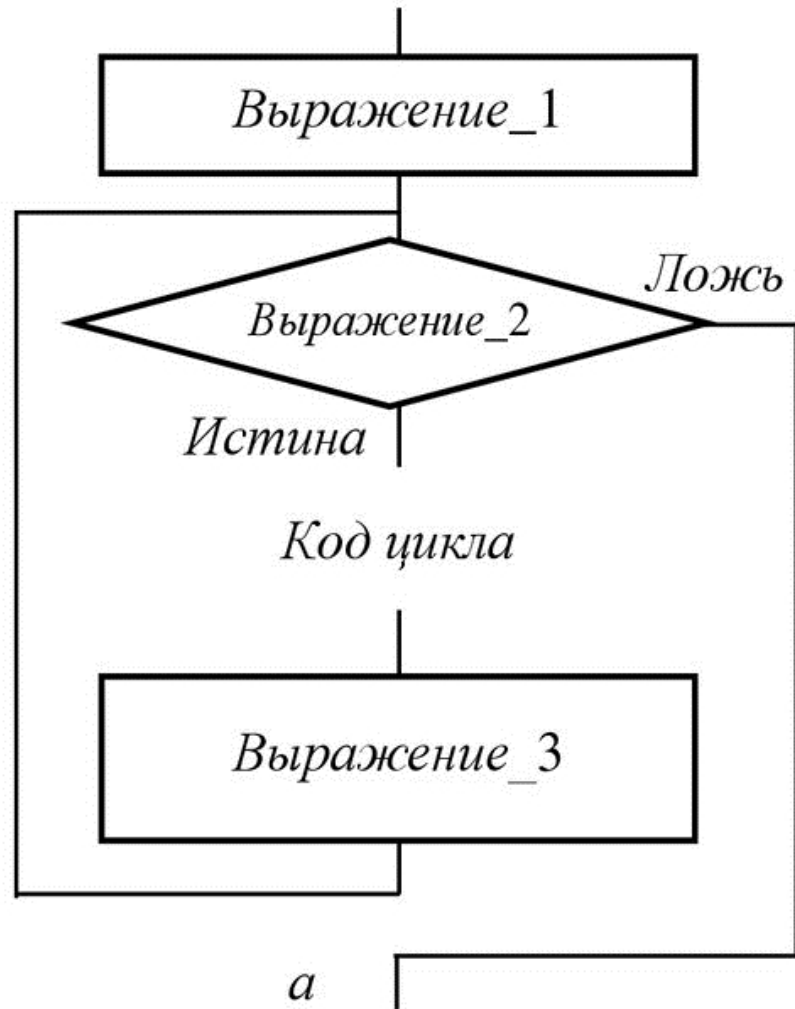 Выражение_1
Ложь
Выражение_2
Истина
Код цикла
Выражение_3
а